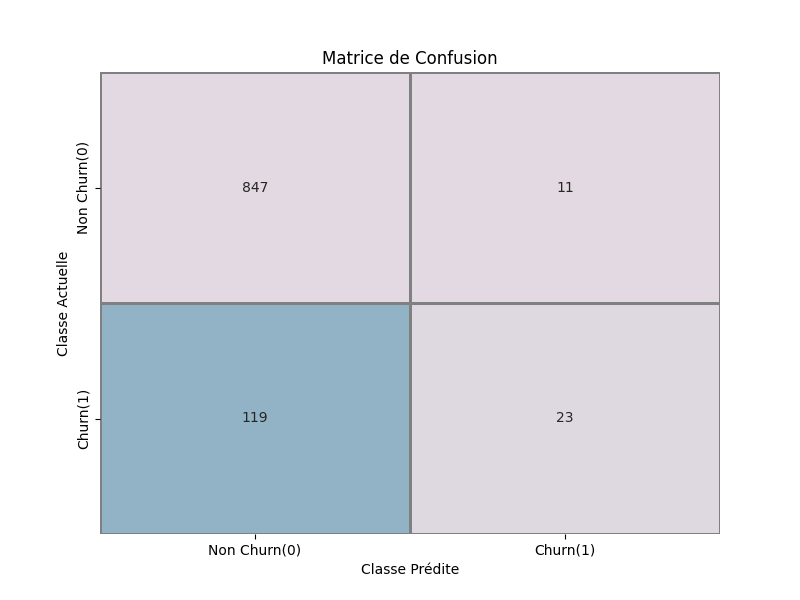 Matrice de Confusion
Non Churn(0)
847
11
Classe Actuelle
Churn(1)
119
23
Non Churn(0)
Churn(1)
Classe Prédite